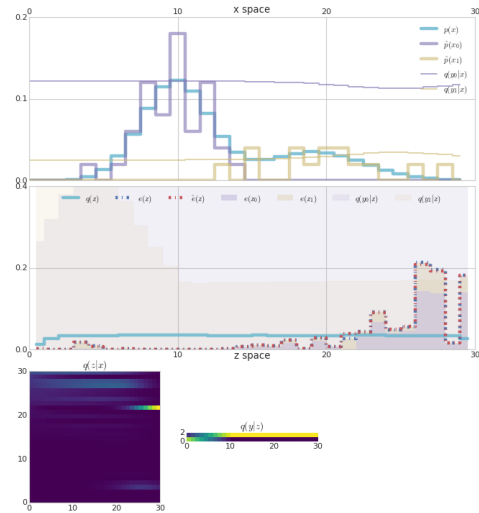 x space
0 10 20 30
0.2
p(x)
p̂(x₀)
p̂(x₁)
q(y₀|x)
q(y₁|x)
0.1
0.0
0.4
q(x) e(x) ê(x) e(x₀) e(x₁) q(y₀|x) q(y₁|x)
0.2
0.0
0 10 20 30
z space
q(z|x)
30
20
10
0
0 10 20 30
q(y|z)
2
0
0 10 20 30